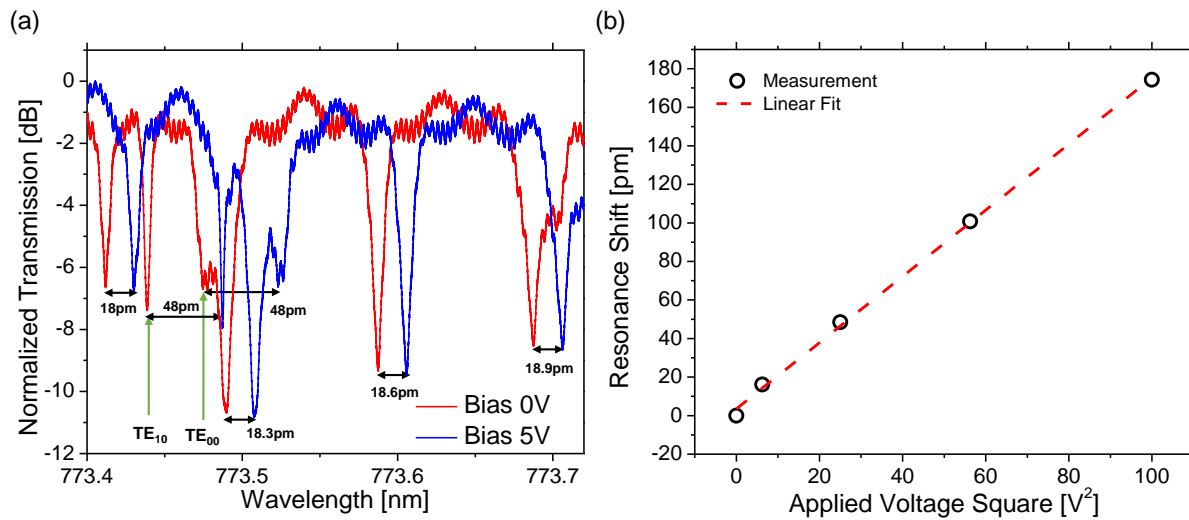 (a)
0
-2
-4
-6
-8
-10
-12
Normalized Transmission [dB]
18pm
48pm
48pm
18.3pm
18.6pm
18.9pm
TE10
TE00
Bias 0V
Bias 5V
773.4
773.5
773.6
773.7
Wavelength [nm]
(b)
180
160
140
120
100
80
60
40
20
0
-20
Resonance Shift [pm]
Measurement
Linear Fit
0
20
40
60
80
100
Applied Voltage Square [V²]